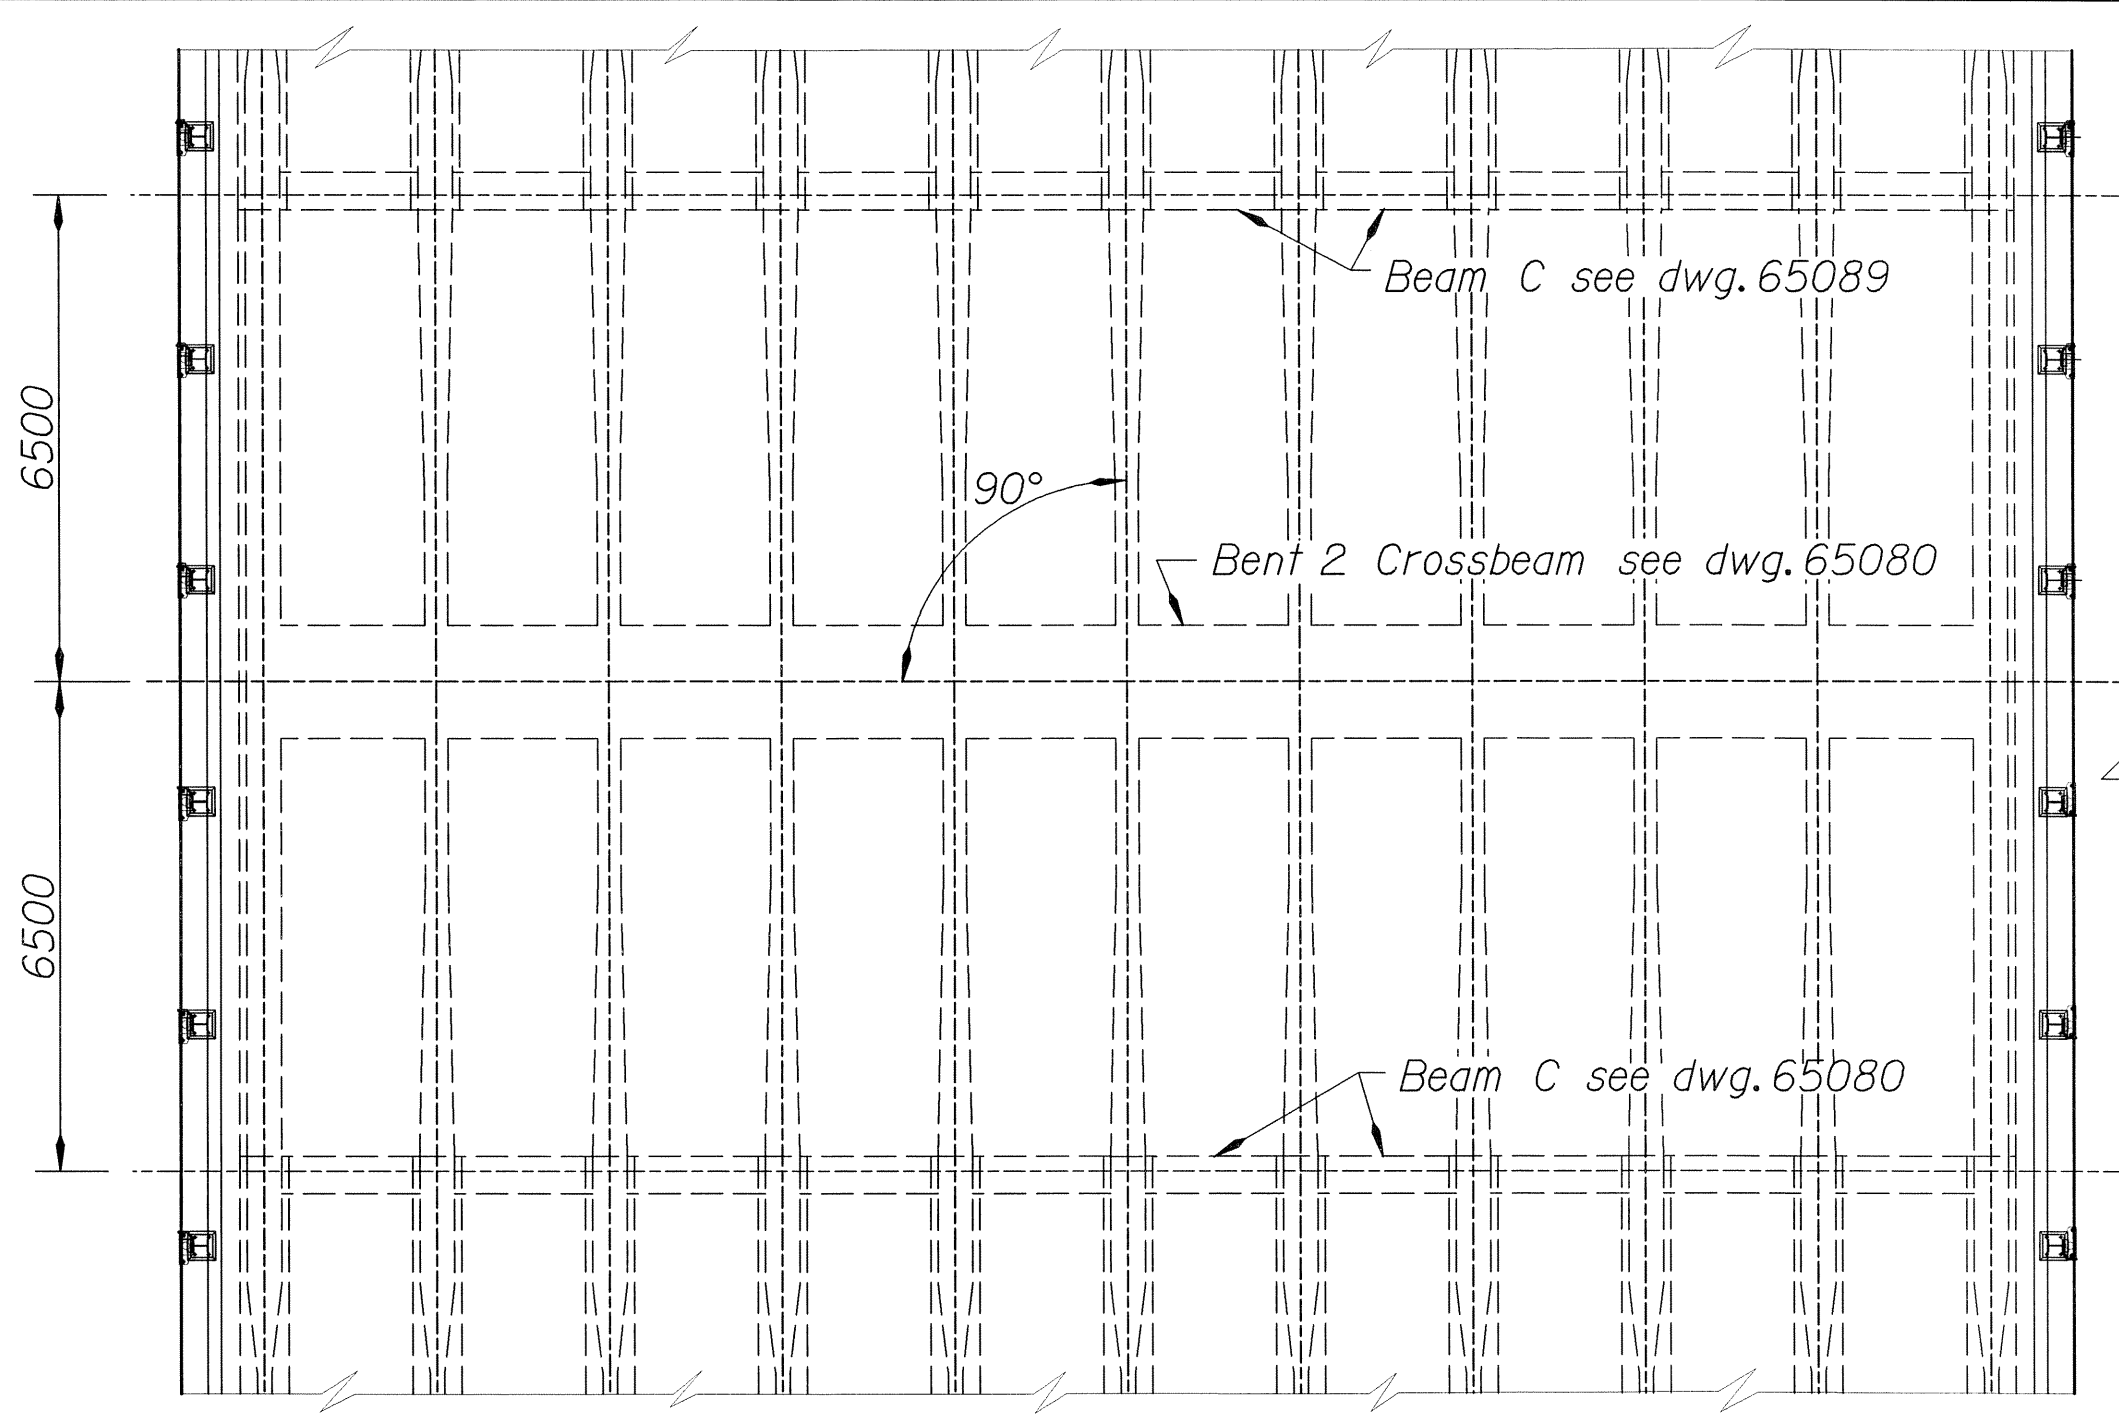 Beam C see dwg. 65089
6500
90°
Bent 2 Crossbeam see dwg. 65080
6500
Beam C see dwg. 65080